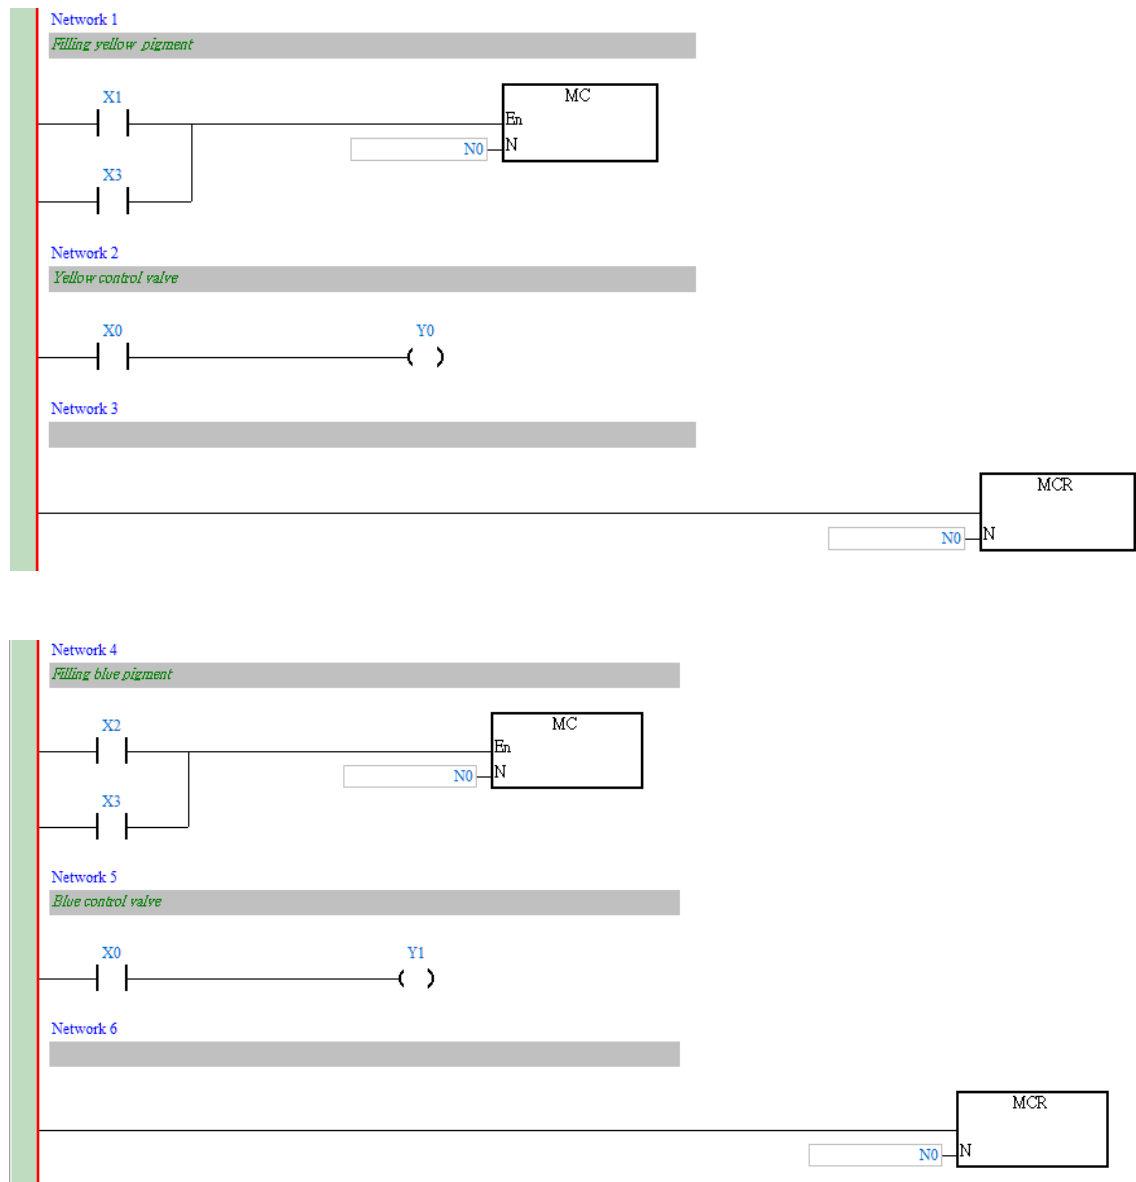 Network 1
Filling yellow pigment
X1
MC
En
N0
N
X3
Network 2
Yellow control valve
X0
Y0
Network 3
MCR
N0
N
Network 4
Filling blue pigment
X2
MC
En
N0
N
X3
Network 5
Blue control valve
X0
Y1
Network 6
MCR
N0
N